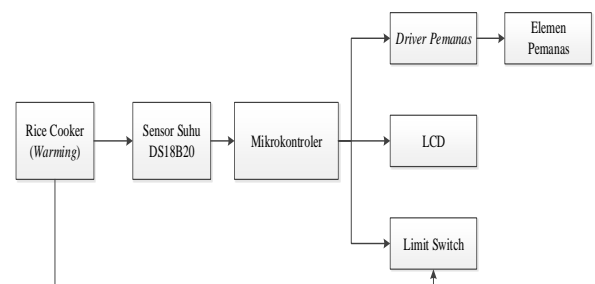 Driver Pemanas
Elemen
Pemanas
Rice Cooker
(Warming)
Sensor Suhu
DS18B20
Mikrokontroler
LCD
Limit Switch